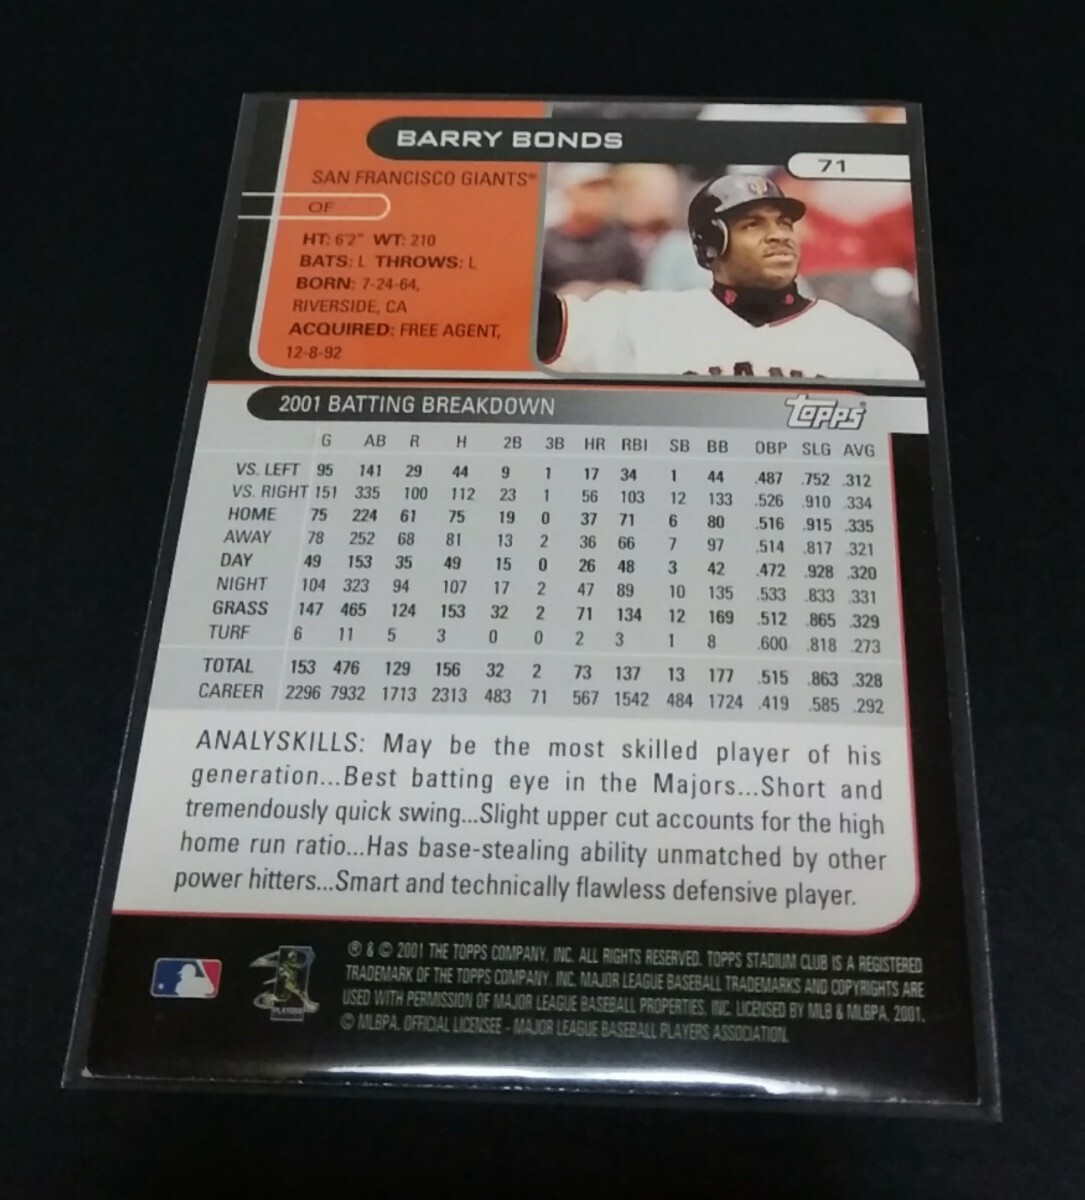 BARRY BONDS
71
SAN FRANCISCO GIANTS®
OF
HT: 6'2" WT: 210
BATS: L THROWS: L
BORN: 7-24-64,
RIVERSIDE, CA
ACQUIRED: FREE AGENT,
12-8-92
2001 BATTING BREAKDOWN
Topps®
G AB R H 2B 3B HR RBI SB BB OBP SLG AVG
VS. LEFT 95 141 29 44 9 1 17 34 1 44 .487 .752 .312
VS. RIGHT 151 335 100 112 23 1 56 103 12 133 .526 .910 .334
HOME 75 224 61 75 19 0 37 71 6 80 .516 .915 .335
AWAY 78 252 68 81 13 2 36 66 7 97 .514 .817 .321
DAY 49 153 35 49 15 0 26 48 3 42 .472 .928 .320
NIGHT 104 323 94 107 17 2 47 89 10 135 .533 .833 .331
GRASS 147 465 124 153 32 2 71 134 12 169 .512 .865 .329
TURF 6 11 5 3 0 0 2 3 1 8 .600 .818 .273
TOTAL 153 476 129 156 32 2 73 137 13 177 .515 .863 .328
CAREER 2296 7932 1713 2313 483 71 567 1542 484 1724 .419 .585 .292
ANALYSKILLS: May be the most skilled player of his
generation...Best batting eye in the Majors...Short and
tremendously quick swing...Slight upper cut accounts for the high
home run ratio...Has base-stealing ability unmatched by other
power hitters...Smart and technically flawless defensive player.
® & © 2001 THE TOPPS COMPANY, INC. ALL RIGHTS RESERVED. TOPPS STADIUM CLUB IS A REGISTERED
TRADEMARK OF THE TOPPS COMPANY, INC. MAJOR LEAGUE BASEBALL TRADEMARKS AND COPYRIGHTS ARE
USED WITH PERMISSION OF MAJOR LEAGUE BASEBALL PROPERTIES, INC. LICENSED BY MLB & MLBPA, 2001.
© MLBPA. OFFICIAL LICENSEE - MAJOR LEAGUE BASEBALL PLAYERS ASSOCIATION.
PLAYERS